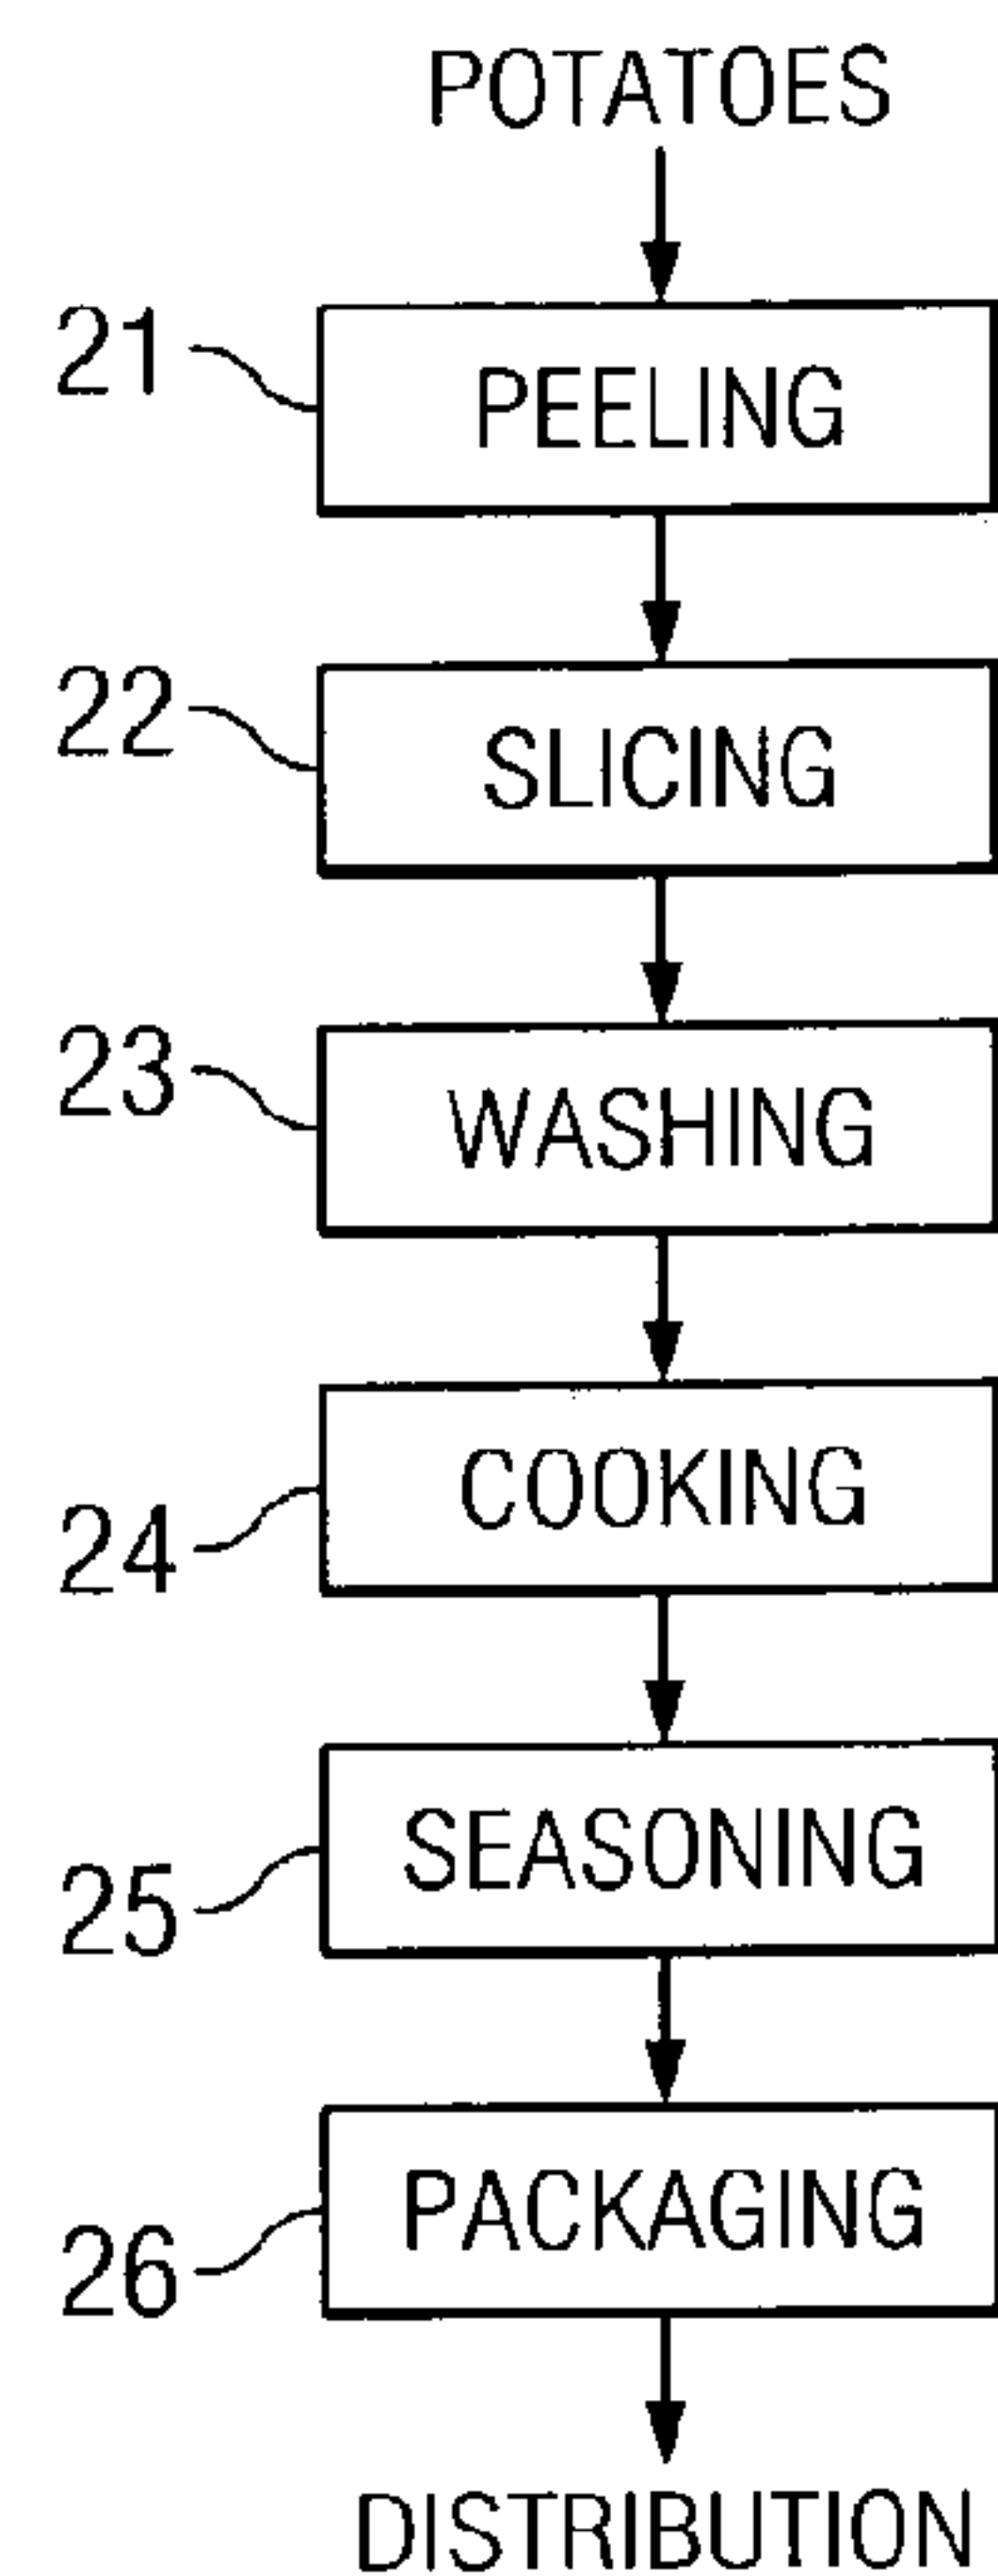 POTATOES
21
PEELING
22
SLICING
23
WASHING
24
COOKING
25
SEASONING
26
PACKAGING
DISTRIBUTION